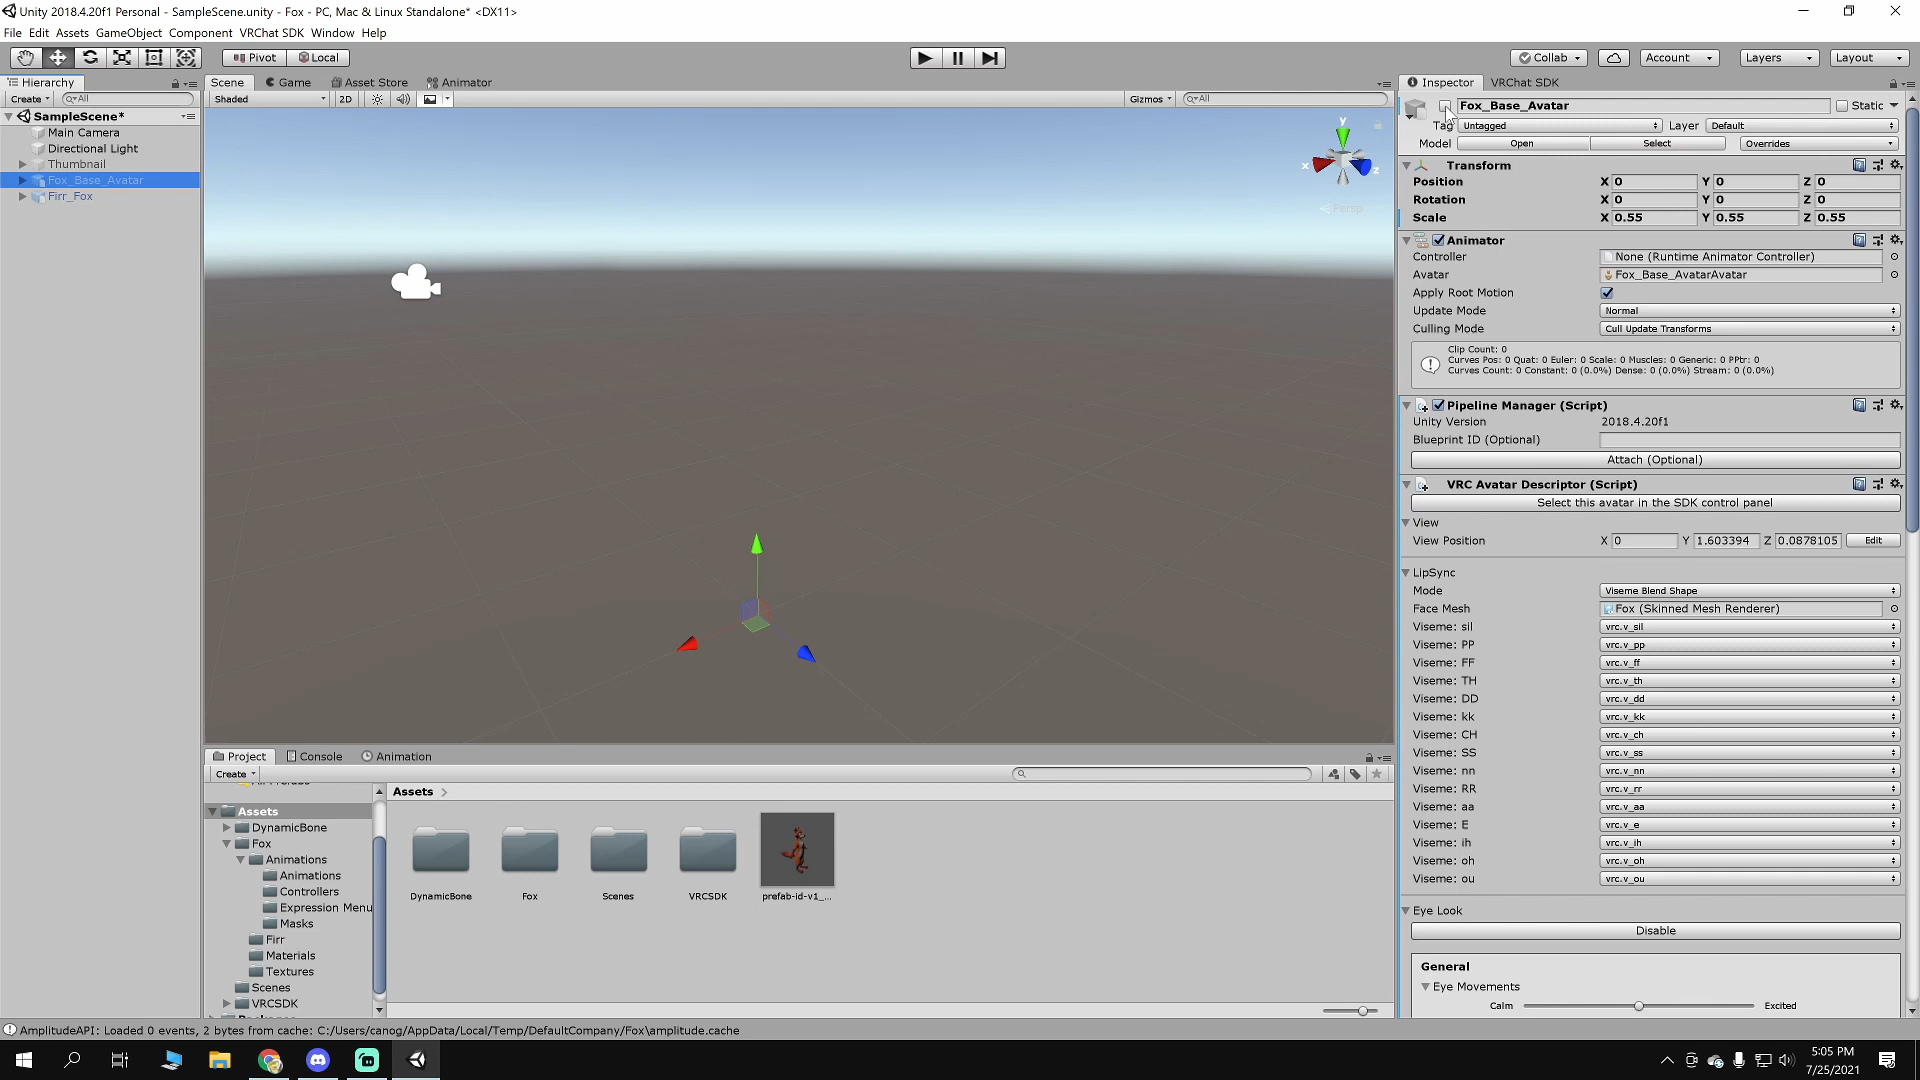 Unity 2018.4.20f1 Personal - SampleScene.unity - Fox - PC, Mac & Linux Standalone* <DX11>
File Edit Assets GameObject Component VRChat SDK Window Help
Pivot Local Collab Account Layers Layout
Hierarchy
Create All
SampleScene*
Main Camera
Directional Light
Thumbnail
Fox_Base_Avatar
Firr_Fox
Scene Game Asset Store Animator
Shaded 2D Gizmos All
y
x
z
Persp
Inspector VRChat SDK
Fox_Base_Avatar Static
Tag Untagged Layer Default
Model Open Select Overrides
Transform
Position X 0 Y 0 Z 0
Rotation X 0 Y 0 Z 0
Scale X 0.55 Y 0.55 Z 0.55
Animator
Controller None (Runtime Animator Controller)
Avatar Fox_Base_AvatarAvatar
Apply Root Motion
Update Mode Normal
Culling Mode Cull Update Transforms
Clip Count: 0
Curves Pos: 0 Quat: 0 Euler: 0 Scale: 0 Muscles: 0 Generic: 0 PPtr: 0
Curves Count: 0 Constant: 0 (0.0%) Dense: 0 (0.0%) Stream: 0 (0.0%)
Pipeline Manager (Script)
Unity Version 2018.4.20f1
Blueprint ID (Optional)
Attach (Optional)
VRC Avatar Descriptor (Script)
Select this avatar in the SDK control panel
View
View Position X 0 Y 1.603394 Z 0.0878105 Edit
LipSync
Mode Viseme Blend Shape
Face Mesh Fox (Skinned Mesh Renderer)
Viseme: sil vrc.v_sil
Viseme: PP vrc.v_pp
Viseme: FF vrc.v_ff
Viseme: TH vrc.v_th
Viseme: DD vrc.v_dd
Viseme: kk vrc.v_kk
Viseme: CH vrc.v_ch
Viseme: SS vrc.v_ss
Viseme: nn vrc.v_nn
Viseme: RR vrc.v_rr
Viseme: aa vrc.v_aa
Viseme: E vrc.v_e
Viseme: ih vrc.v_ih
Viseme: oh vrc.v_oh
Viseme: ou vrc.v_ou
Eye Look
Disable
General
Eye Movements
Calm Excited
Project Console Animation
Create
Assets
DynamicBone
Fox
Animations
Animations
Controllers
Expression Menu
Masks
Firr
Materials
Textures
Scenes
VRCSDK
Assets
DynamicBone Fox Scenes VRCSDK prefab-id-v1_...
AmplitudeAPI: Loaded 0 events, 2 bytes from cache: C:/Users/canog/AppData/Local/Temp/DefaultCompany/Fox\amplitude.cache
5:05 PM
7/25/2021